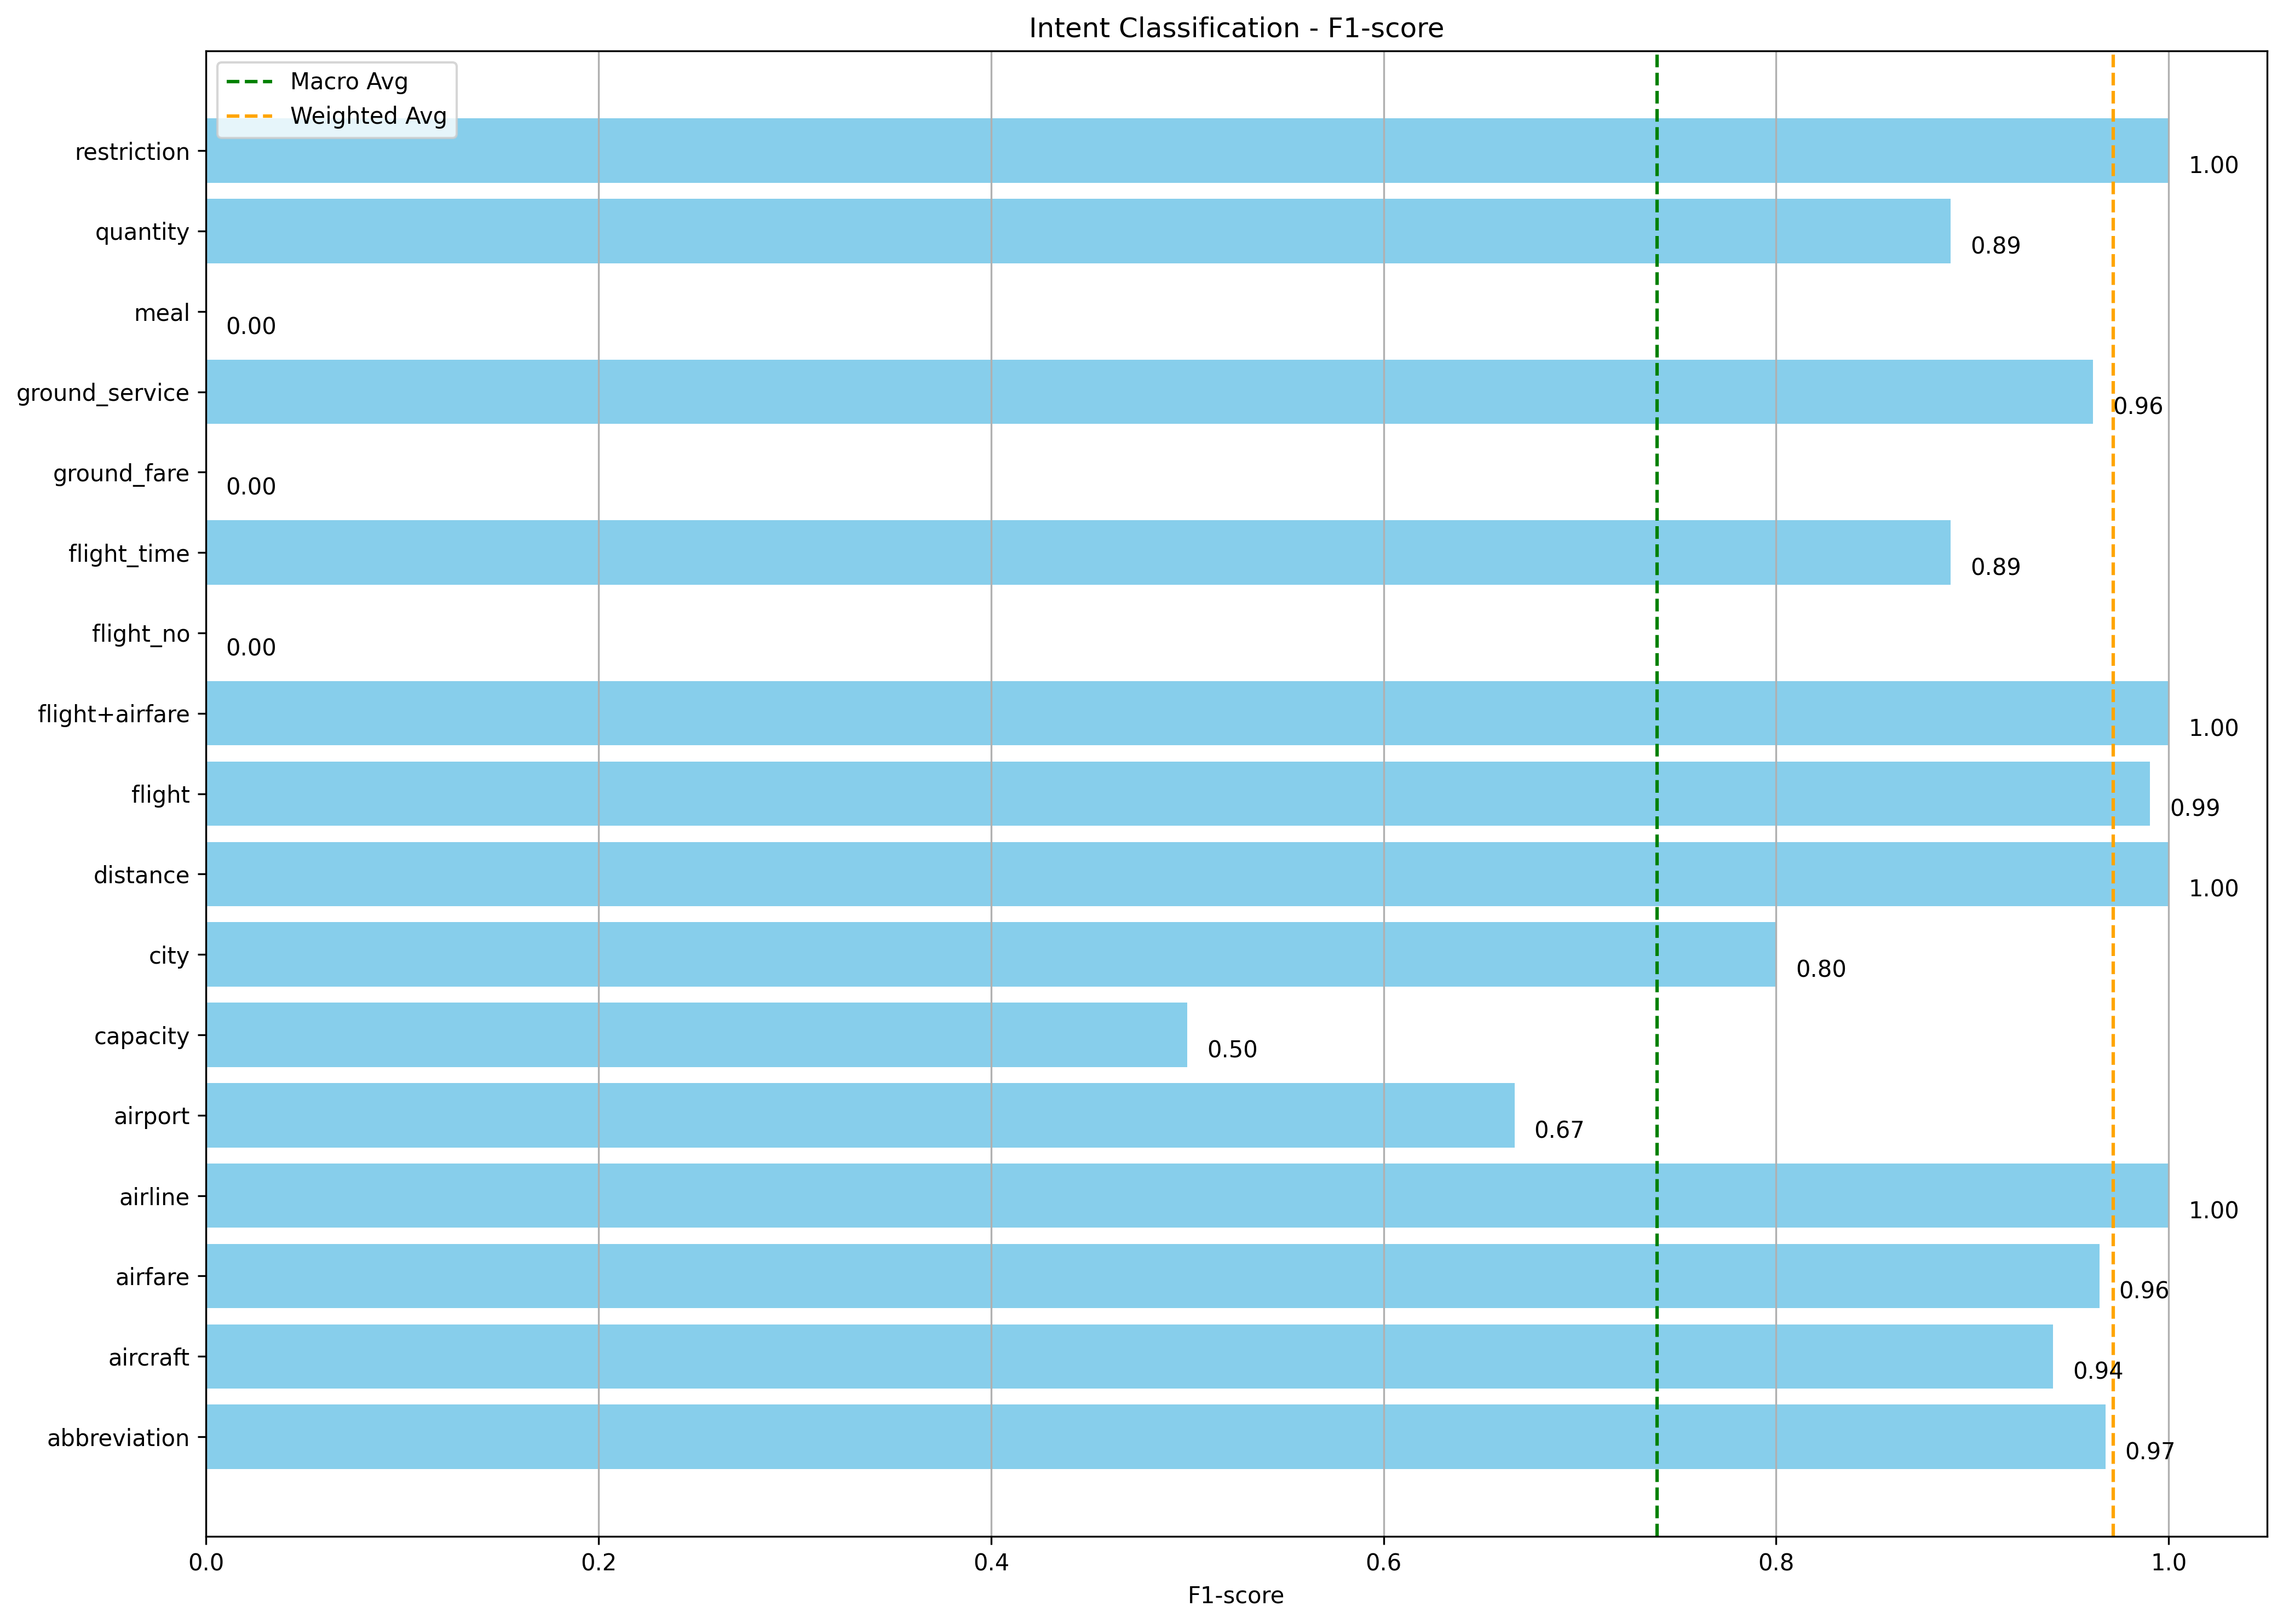 Intent Classification - F1-score
Macro Avg
Weighted Avg
restriction 1.00
quantity 0.89
meal 0.00
ground_service 0.96
ground_fare 0.00
flight_time 0.89
flight_no 0.00
flight+airfare 1.00
flight 0.99
distance 1.00
city 0.80
capacity 0.50
airport 0.67
airline 1.00
airfare 0.96
aircraft 0.94
abbreviation 0.97
0.0 0.2 0.4 0.6 0.8 1.0
F1-score